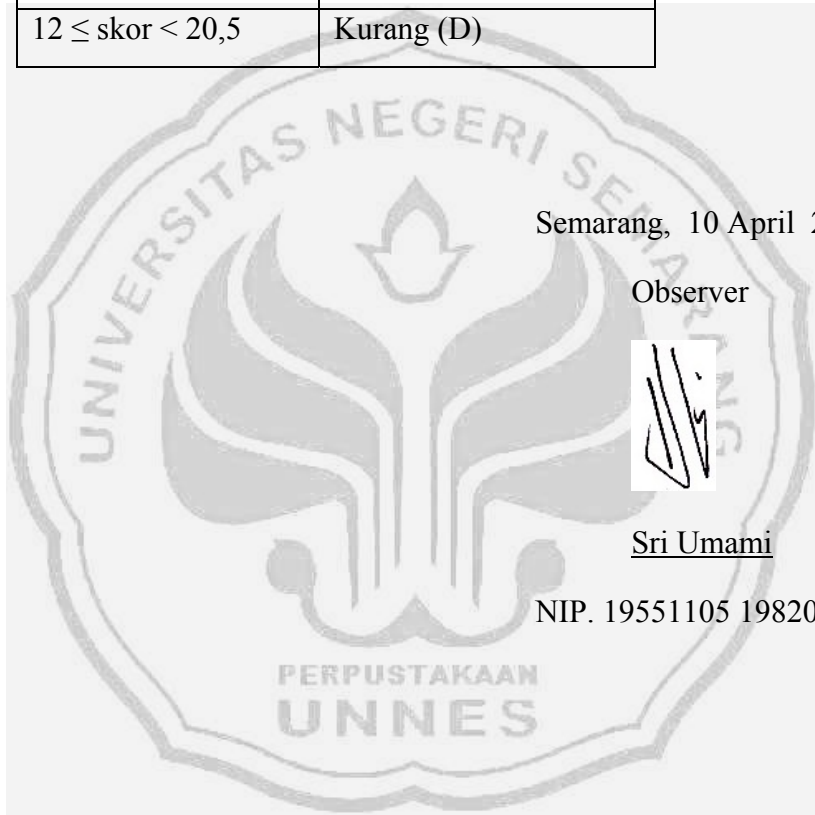 12 ≤ skor < 20,5 Kurang (D)
UNIVERSITAS NEGERI SEMARANG
Semarang, 10 April 2
Observer
Sri Umami
NIP. 19551105 19820
PERPUSTAKAAN
UNNES